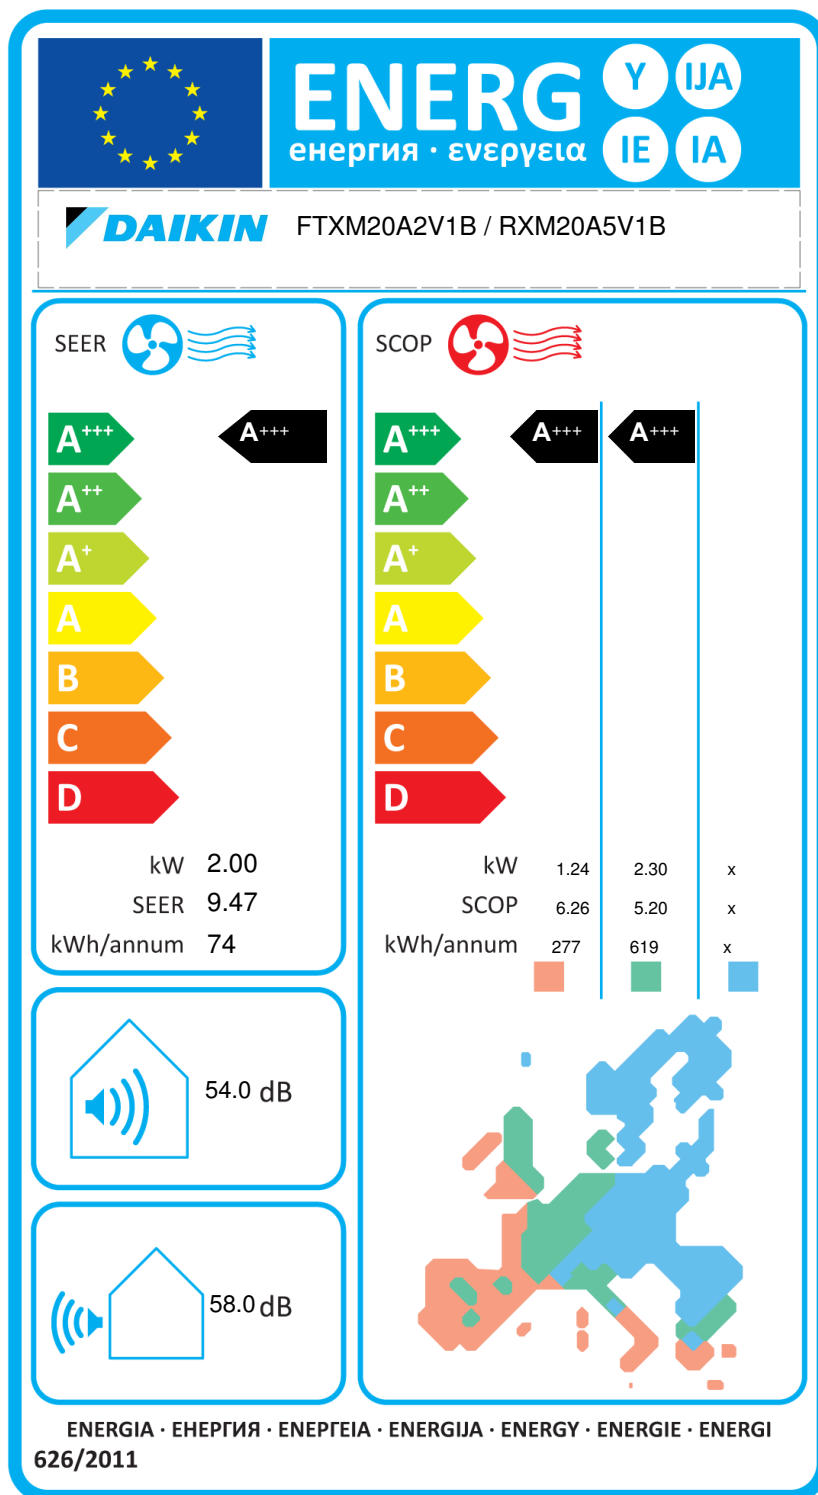 ENERG
енергия · ενεργεια
Y IJA
IE IA
DAIKIN FTXM20A2V1B / RXM20A5V1B
SEER
A+++ A+++
A++
A+
A
B
C
D
kW 2.00
SEER 9.47
kWh/annum 74
SCOP
A+++ A+++ A+++
A++
A+
A
B
C
D
kW 1.24 2.30 x
SCOP 6.26 5.20 x
kWh/annum 277 619 x
54.0 dB
58.0 dB
ENERGIA · ЕНЕРГИЯ · ΕΝΕΡΓΕΙΑ · ENERGIJA · ENERGY · ENERGIE · ENERGI
626/2011